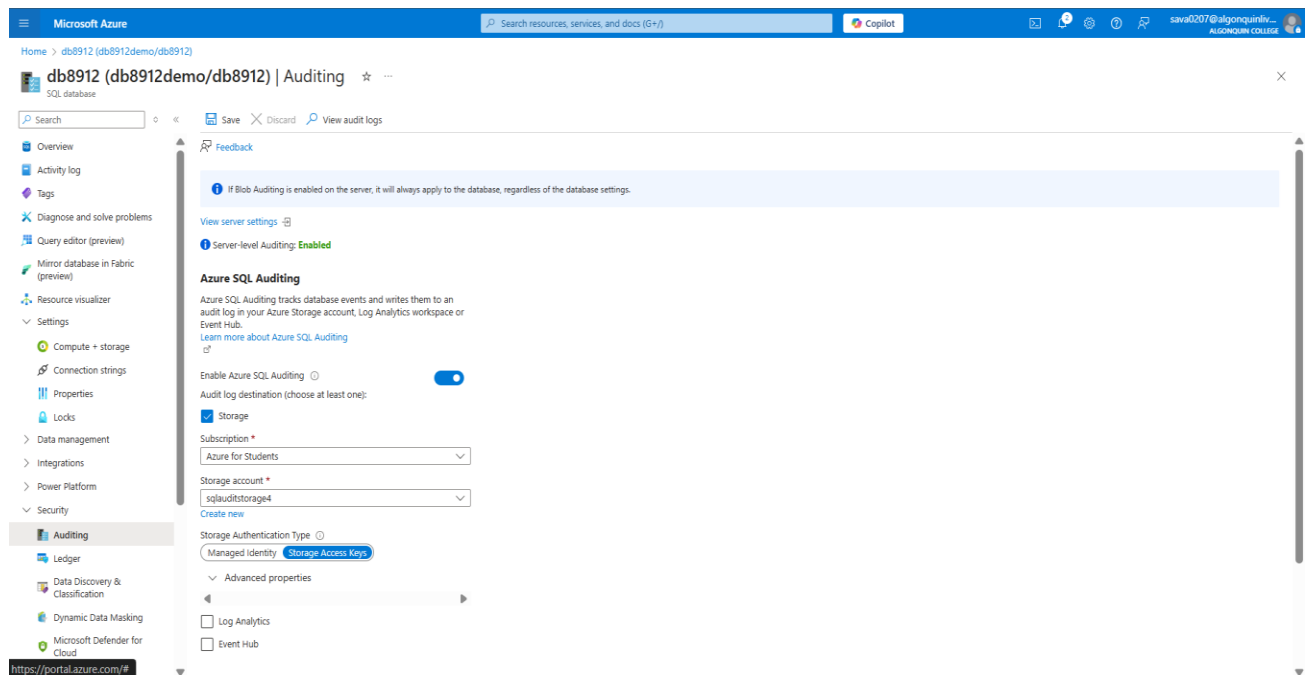 Microsoft Azure
Search resources, services, and docs (G+/)
Copilot
2
sava0207@algonquinliv...
ALGONQUIN COLLEGE
Home > db8912 (db8912demo/db8912)
db8912 (db8912demo/db8912) | Auditing
SQL database
Search
Save
Discard
View audit logs
Overview
Activity log
Tags
Diagnose and solve problems
Query editor (preview)
Mirror database in Fabric
(preview)
Resource visualizer
Settings
Compute + storage
Connection strings
Properties
Locks
Data management
Integrations
Power Platform
Security
Auditing
Ledger
Data Discovery &
Classification
Dynamic Data Masking
Microsoft Defender for
Cloud
https://portal.azure.com/#
Feedback
If Blob Auditing is enabled on the server, it will always apply to the database, regardless of the database settings.
View server settings
Server-level Auditing: Enabled
Azure SQL Auditing
Azure SQL Auditing tracks database events and writes them to an
audit log in your Azure Storage account, Log Analytics workspace or
Event Hub.
Learn more about Azure SQL Auditing
Enable Azure SQL Auditing
Audit log destination (choose at least one):
Storage
Subscription *
Azure for Students
Storage account *
sqlauditstorage4
Create new
Storage Authentication Type
Managed Identity
Storage Access Keys
Advanced properties
Log Analytics
Event Hub